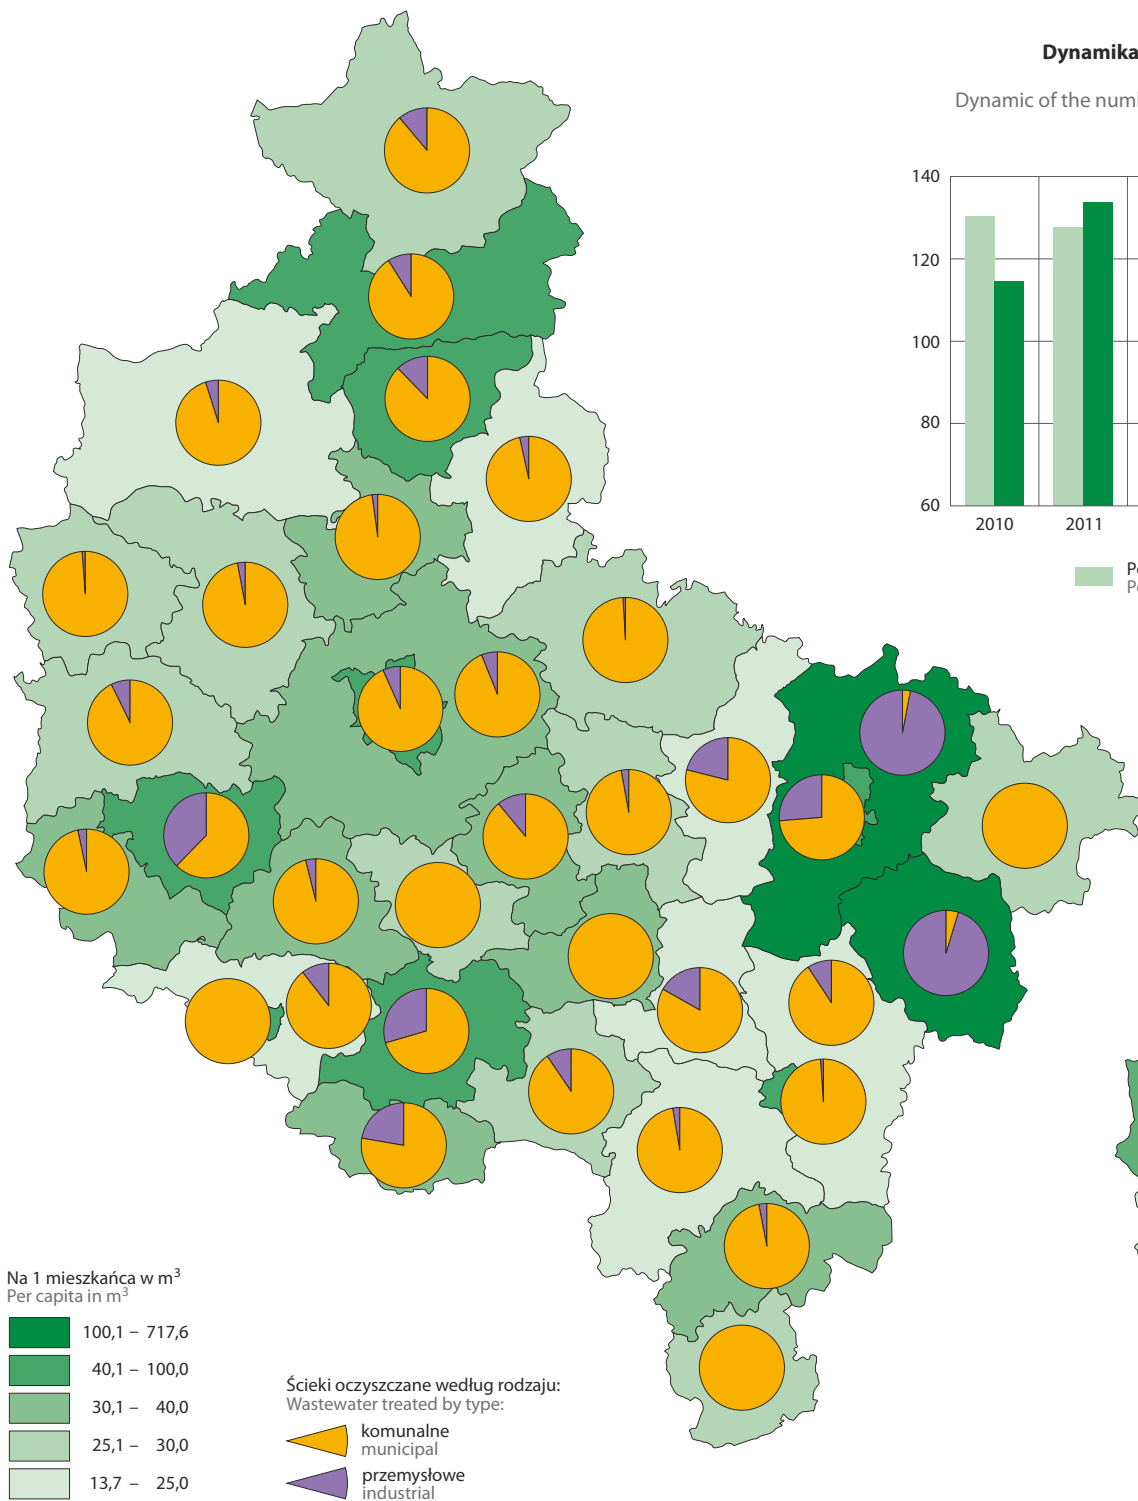 Dynamika
Dynamic of the num
140
120
100
80
60
2010
2011
Na 1 mieszkańca w m³
Per capita in m³
100,1 – 717,6
40,1 – 100,0
30,1 – 40,0
25,1 – 30,0
13,7 – 25,0
Ścieki oczyszczane według rodzaju:
Wastewater treated by type:
komunalne
municipal
przemysłowe
industrial